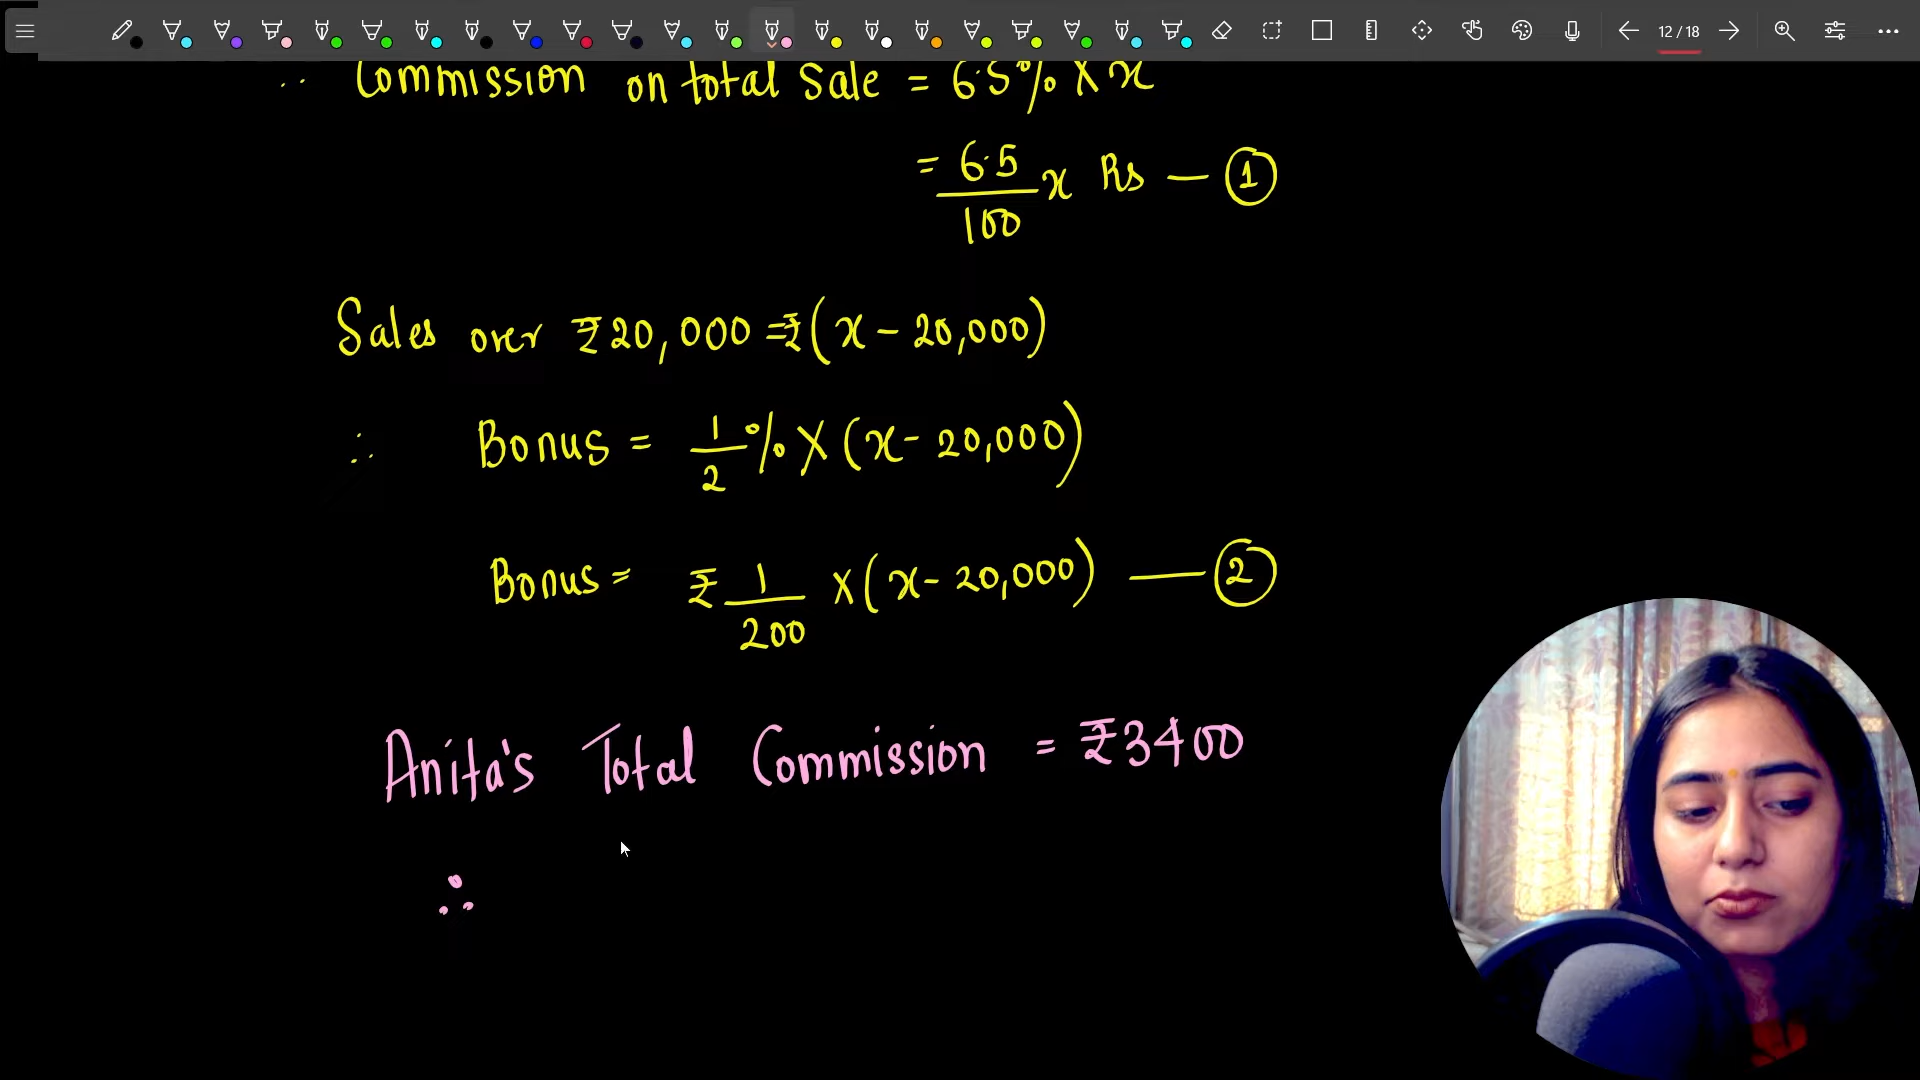 12 / 18
∴ Commission on total Sale = 6.5% X x
= 6.5/100 x Rs — ①
Sales over ₹20,000 = ₹(x - 20,000)
∴ Bonus = 1/2 % X (x - 20,000)
Bonus = ₹ 1/200 X (x - 20,000) — ②
Anita's Total Commission = ₹3400
∴